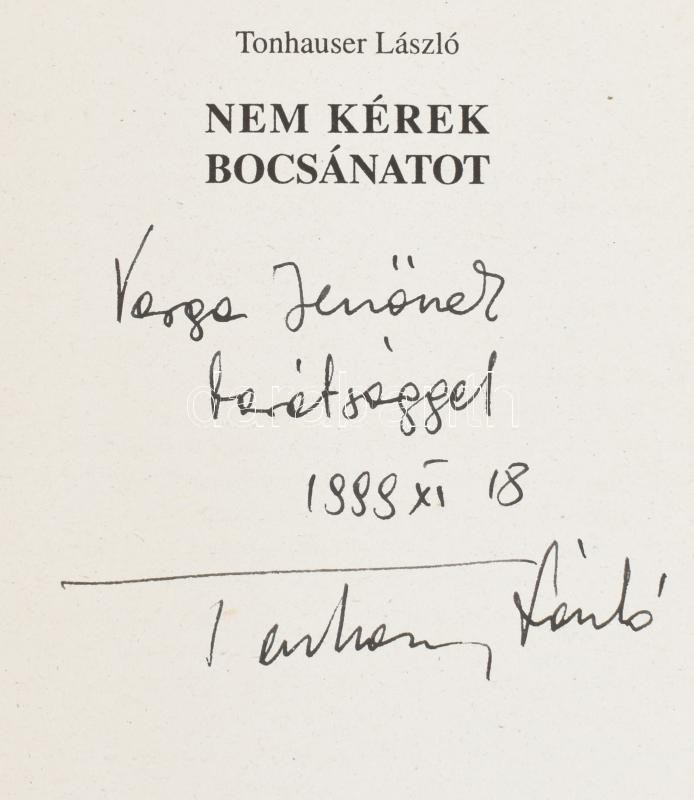 Tonhauser László
NEM KÉREK
BOCSÁNATOT
Varga Jenőnek
barátsággal
1999 XI 18
Tonhauser László